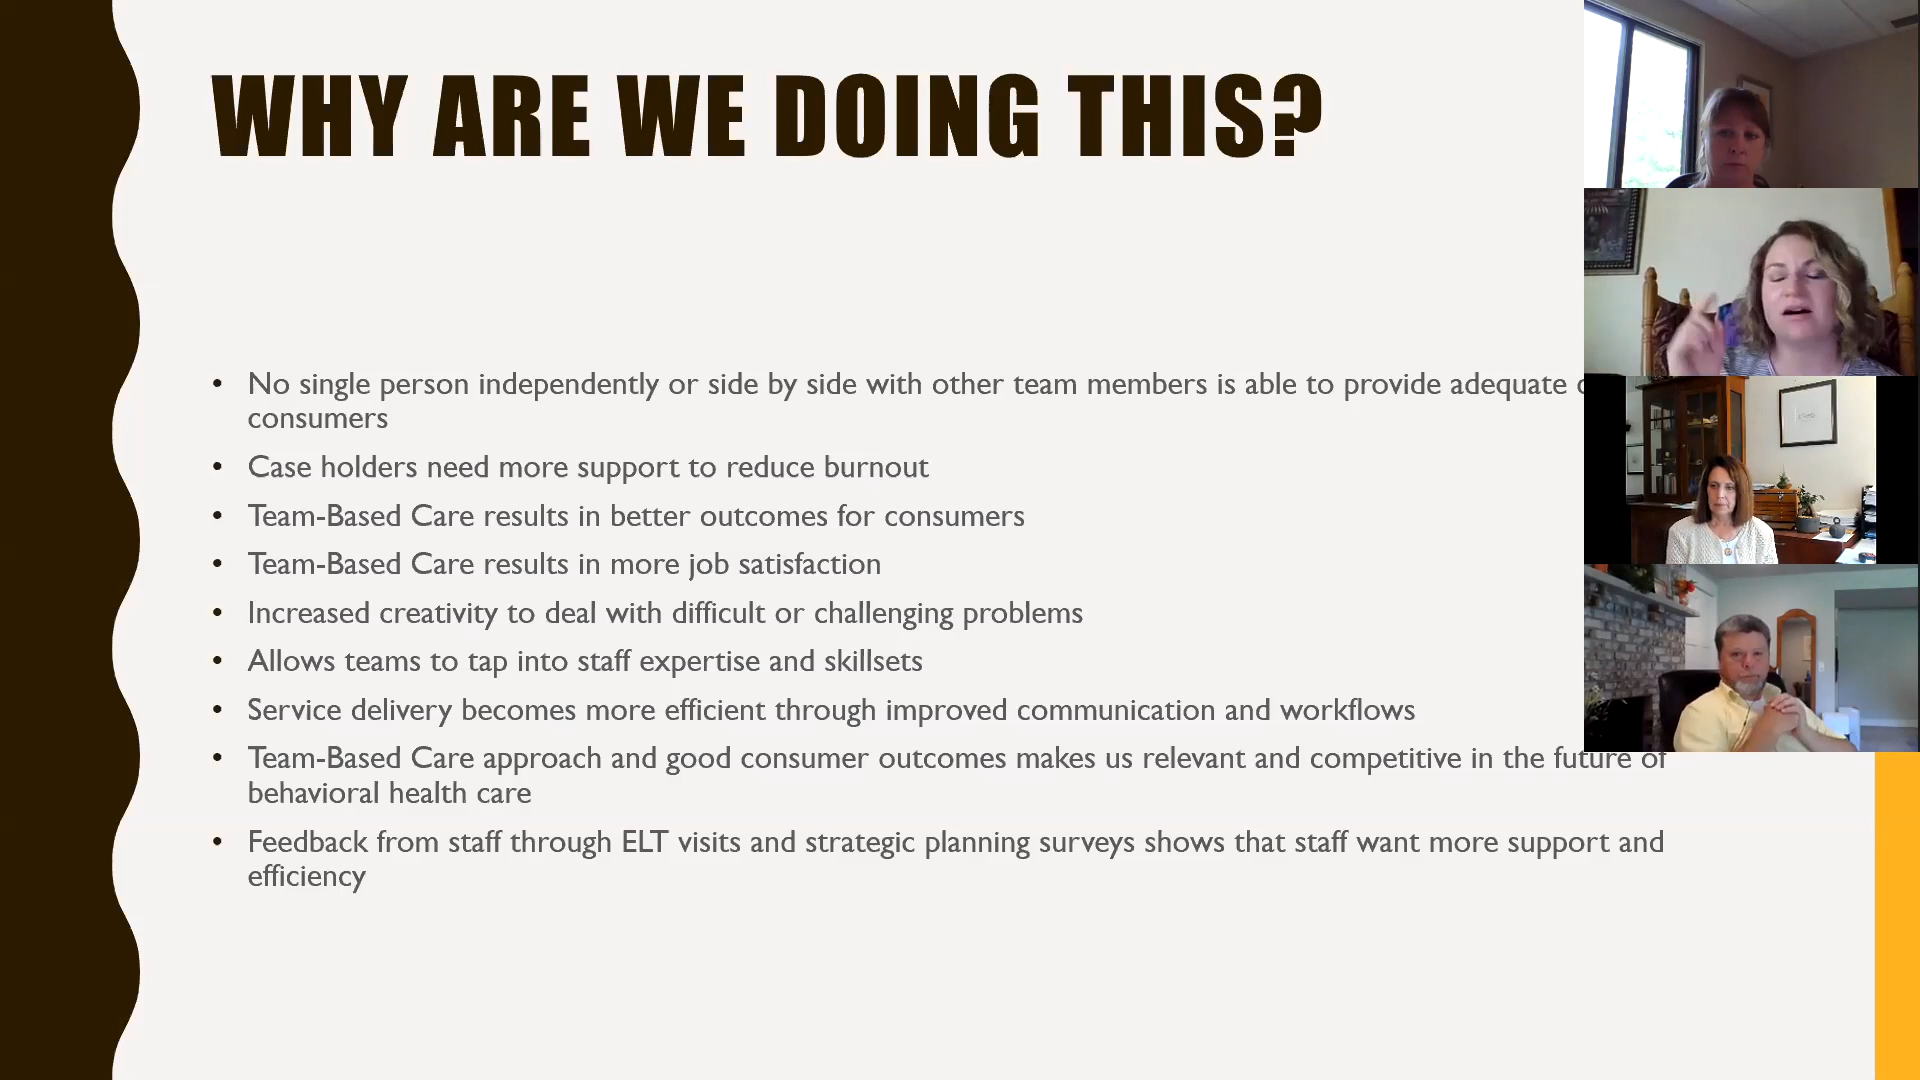 WHY ARE WE DOING THIS?
• No single person independently or side by side with other team members is able to provide adequate
consumers
• Case holders need more support to reduce burnout
• Team-Based Care results in better outcomes for consumers
• Team-Based Care results in more job satisfaction
• Increased creativity to deal with difficult or challenging problems
• Allows teams to tap into staff expertise and skillsets
• Service delivery becomes more efficient through improved communication and workflows
• Team-Based Care approach and good consumer outcomes makes us relevant and competitive in the future of
behavioral health care
• Feedback from staff through ELT visits and strategic planning surveys shows that staff want more support and
efficiency